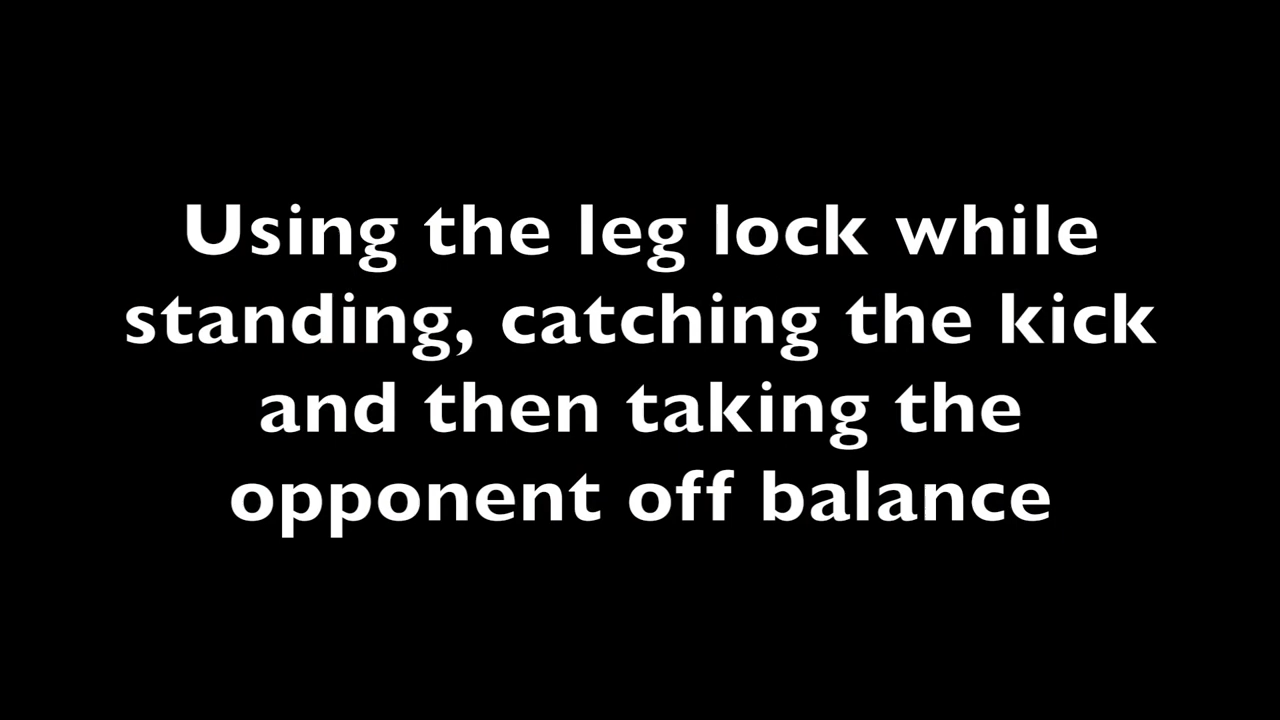 Using the leg lock while
standing, catching the kick
and then taking the
opponent off balance